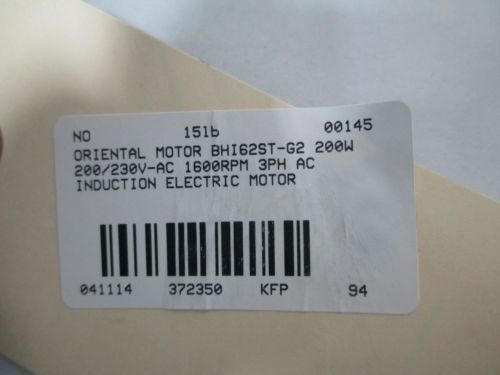 NO 15lb 00145
ORIENTAL MOTOR BHI62ST-G2 200W
200/230V-AC 1600RPM 3PH AC
INDUCTION ELECTRIC MOTOR
041114 372350 KFP 94